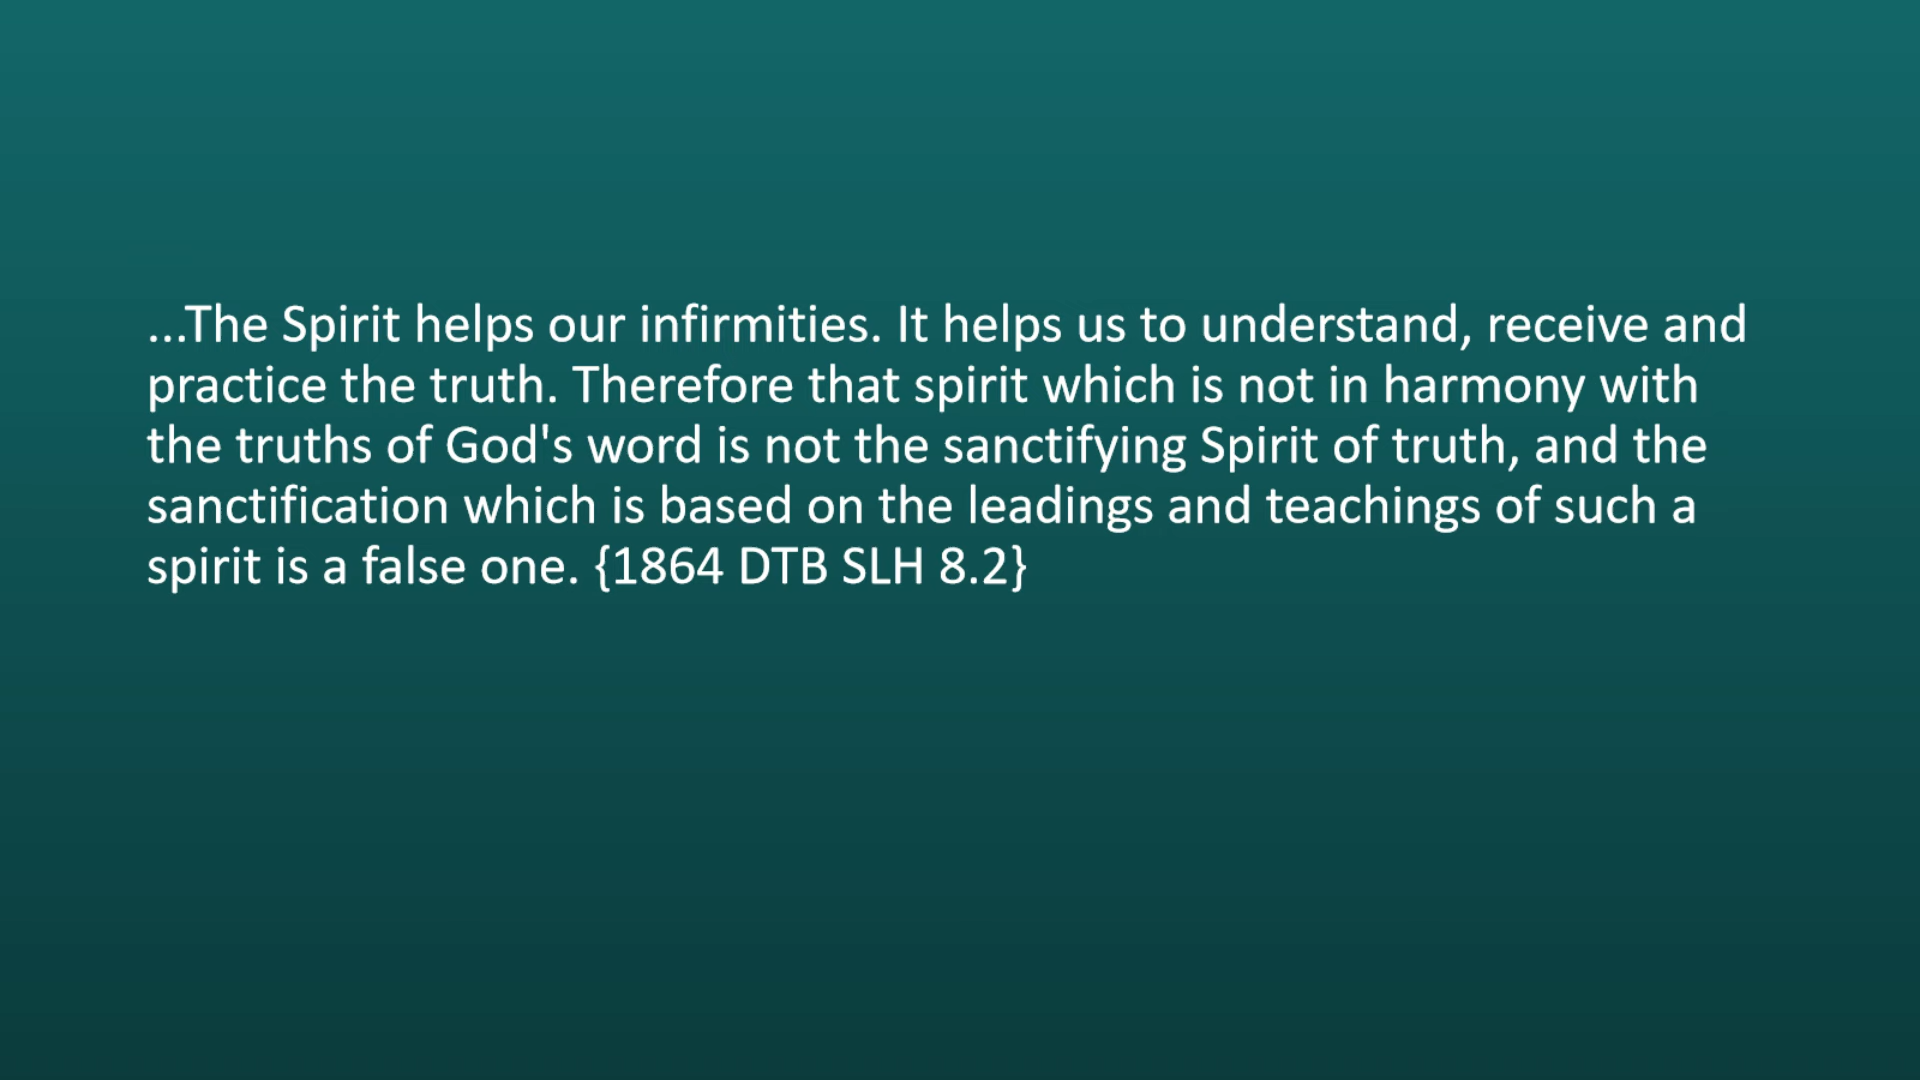 ...The Spirit helps our infirmities. It helps us to understand, receive and
practice the truth. Therefore that spirit which is not in harmony with
the truths of God's word is not the sanctifying Spirit of truth, and the
sanctification which is based on the leadings and teachings of such a
spirit is a false one. {1864 DTB SLH 8.2}